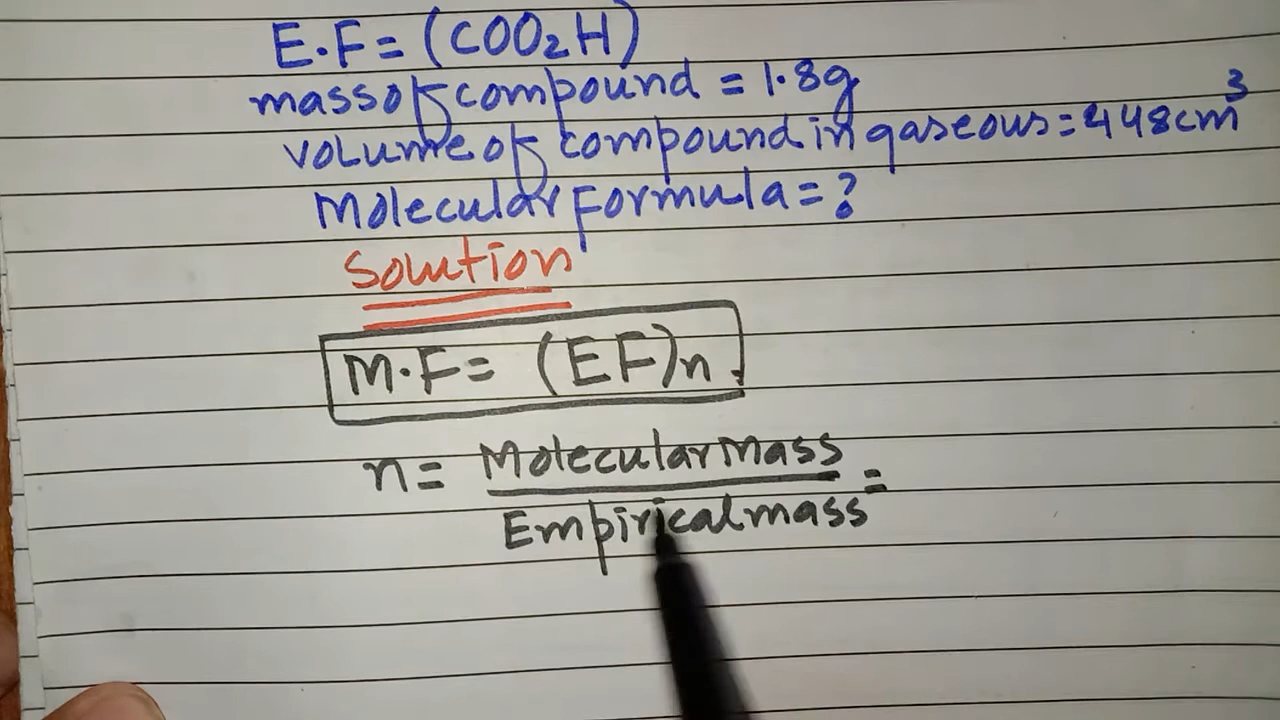 E.F = (COO₂H)
mass of compound = 1.8g
volume of compound in gaseous = 448cm³
Molecular Formula = ?
Solution
M.F = (EF)n.
n = Molecular Mass =
Empirical mass